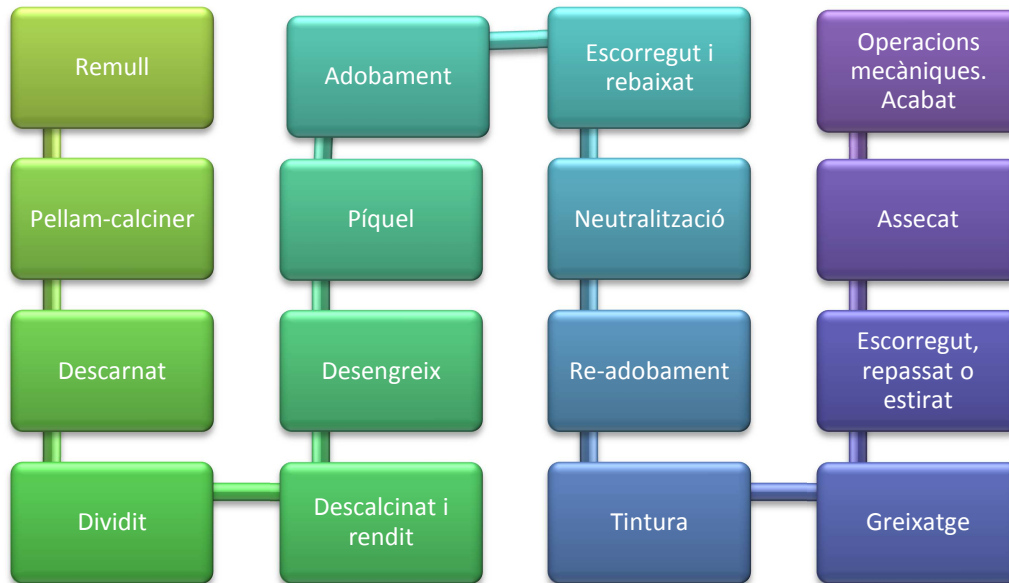 Remull
Pellam-calciner
Descarnat
Dividit
Descalcinat i
rendit
Desengreix
Píquel
Adobament
Escorregut i
rebaixat
Neutralització
Re-adobament
Tintura
Greixatge
Escorregut,
repassat o
estirat
Assecat
Operacions
mecàniques.
Acabat